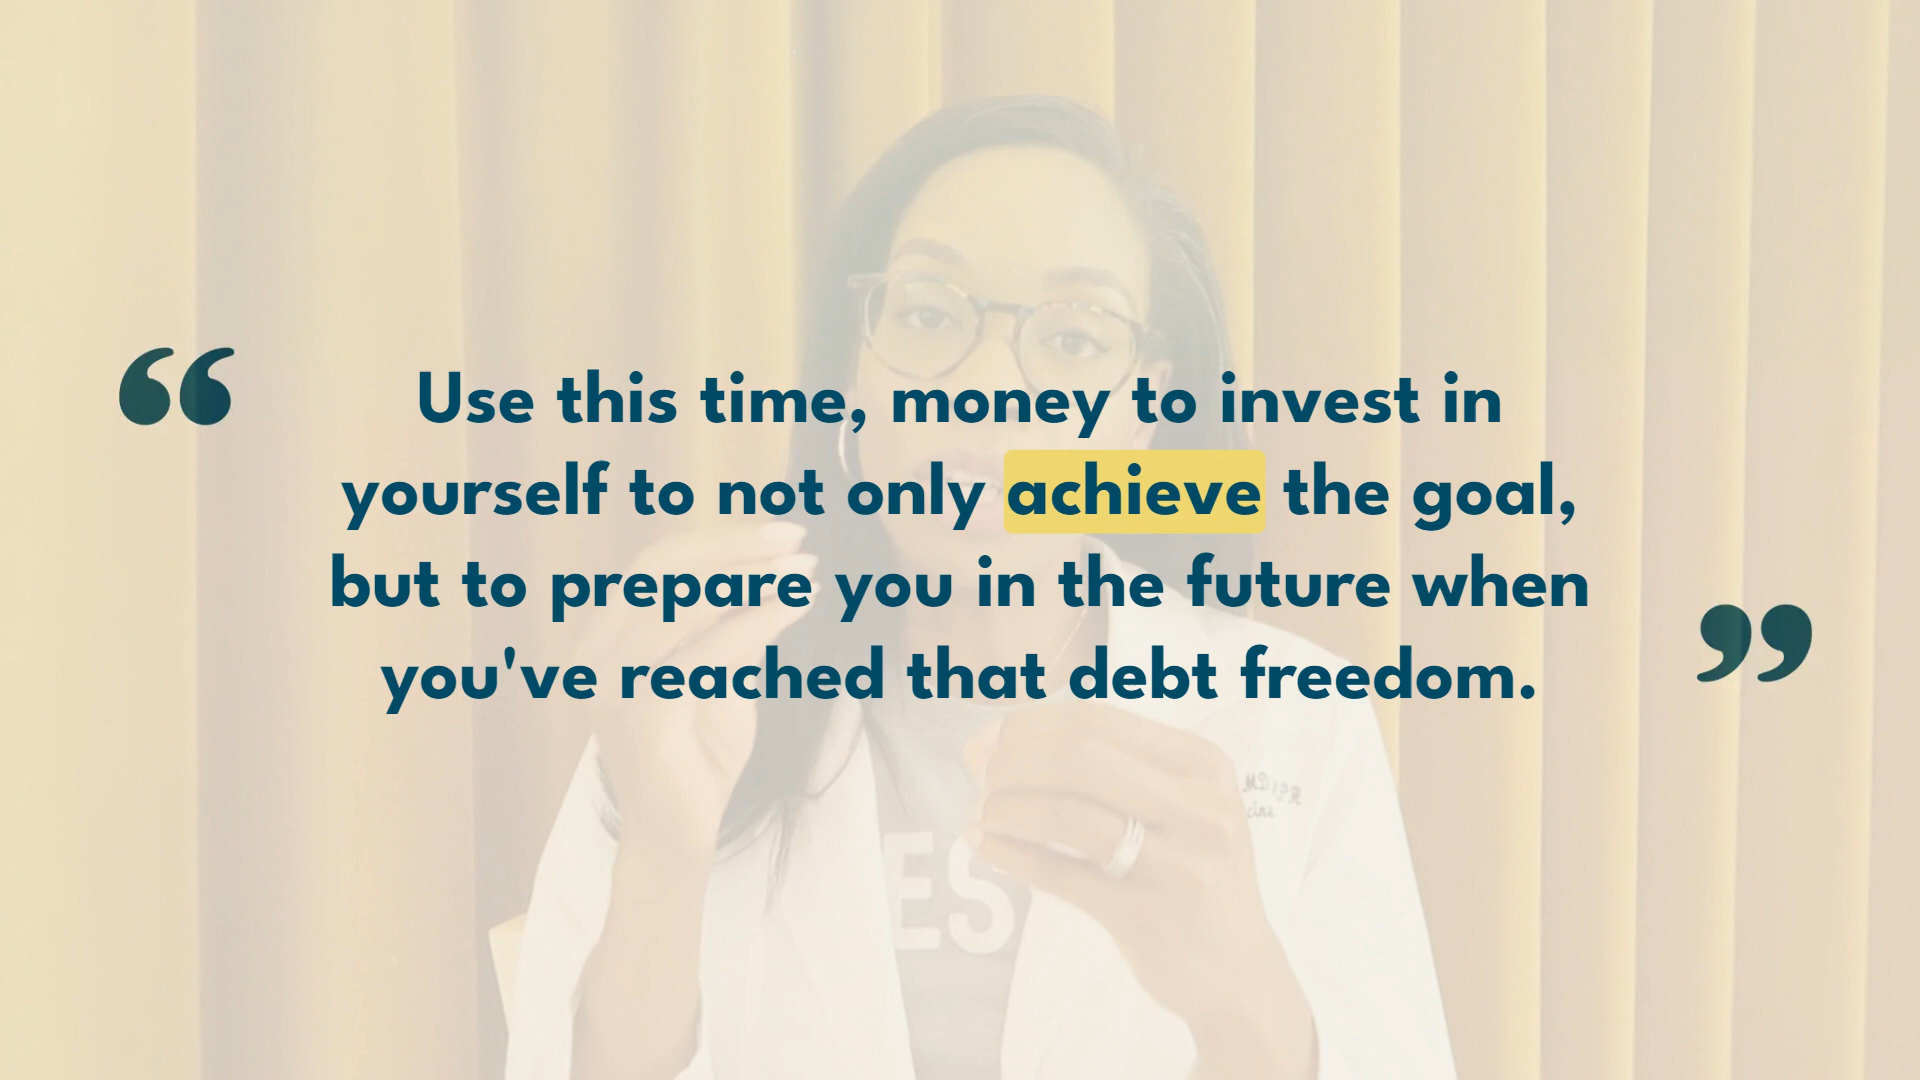 “
Use this time, money to invest in
yourself to not only achieve the goal,
but to prepare you in the future when
you've reached that debt freedom.
”
ES